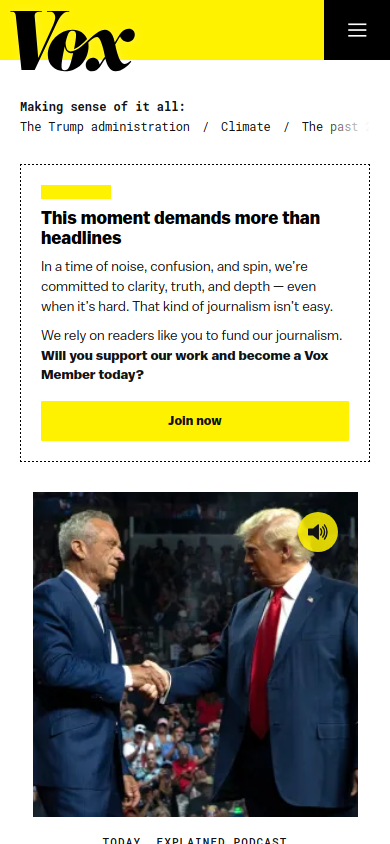 Vox
Making sense of it all:
The Trump administration / Climate / The past
This moment demands more than
headlines
In a time of noise, confusion, and spin, we're
committed to clarity, truth, and depth — even
when it's hard. That kind of journalism isn't easy.
We rely on readers like you to fund our journalism.
Will you support our work and become a Vox
Member today?
Join now
TODAY, EXPLAINED PODCAST